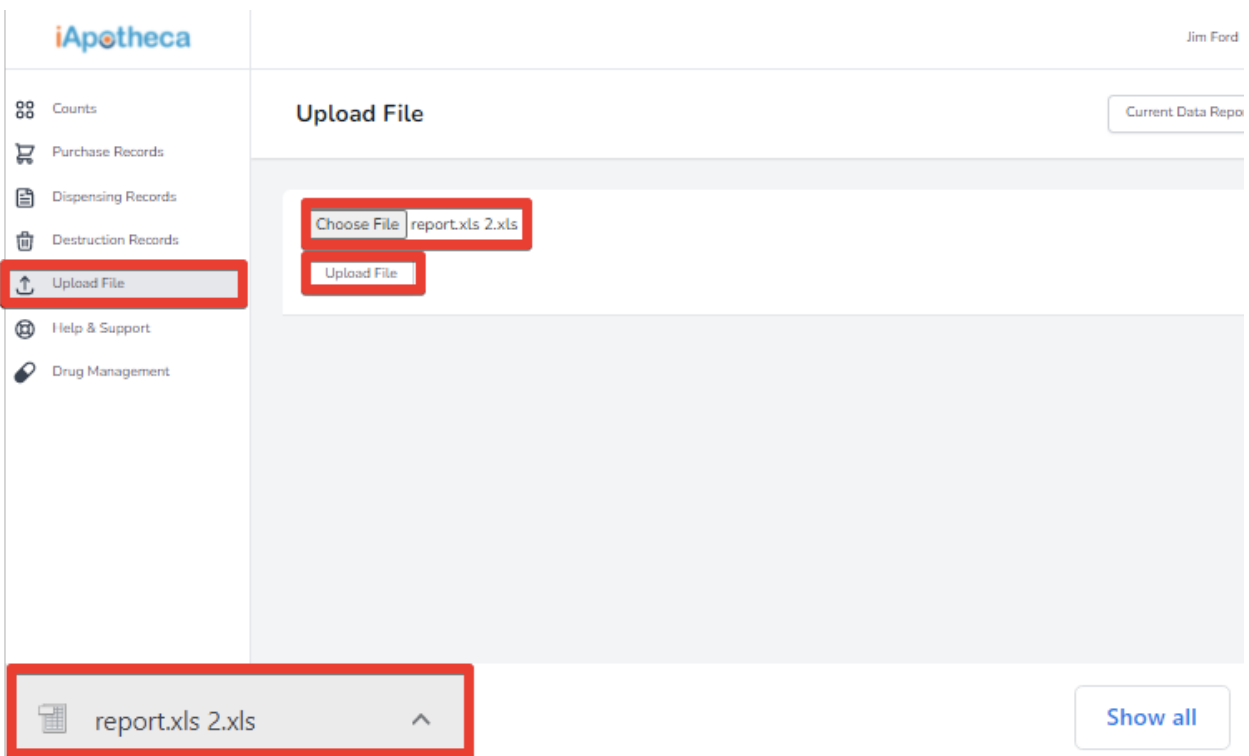 iApotheca
Jim Ford
Counts
Purchase Records
Dispensing Records
Destruction Records
Upload File
Help & Support
Drug Management
Upload File
Current Data Repor
Choose File report.xls 2.xls
Upload File
report.xls 2.xls
Show all